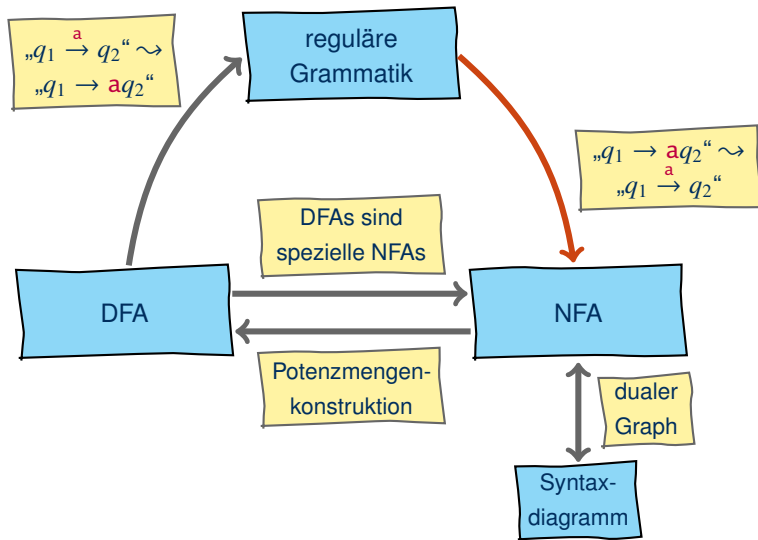 „q₁ →ᵃ q₂“ ⇝
„q₁ → aq₂“
reguläre
Grammatik
„q₁ → aq₂“ ⇝
„q₁ →ᵃ q₂“
DFAs sind
spezielle NFAs
DFA
NFA
Potenzmengen-
konstruktion
dualer
Graph
Syntax-
diagramm